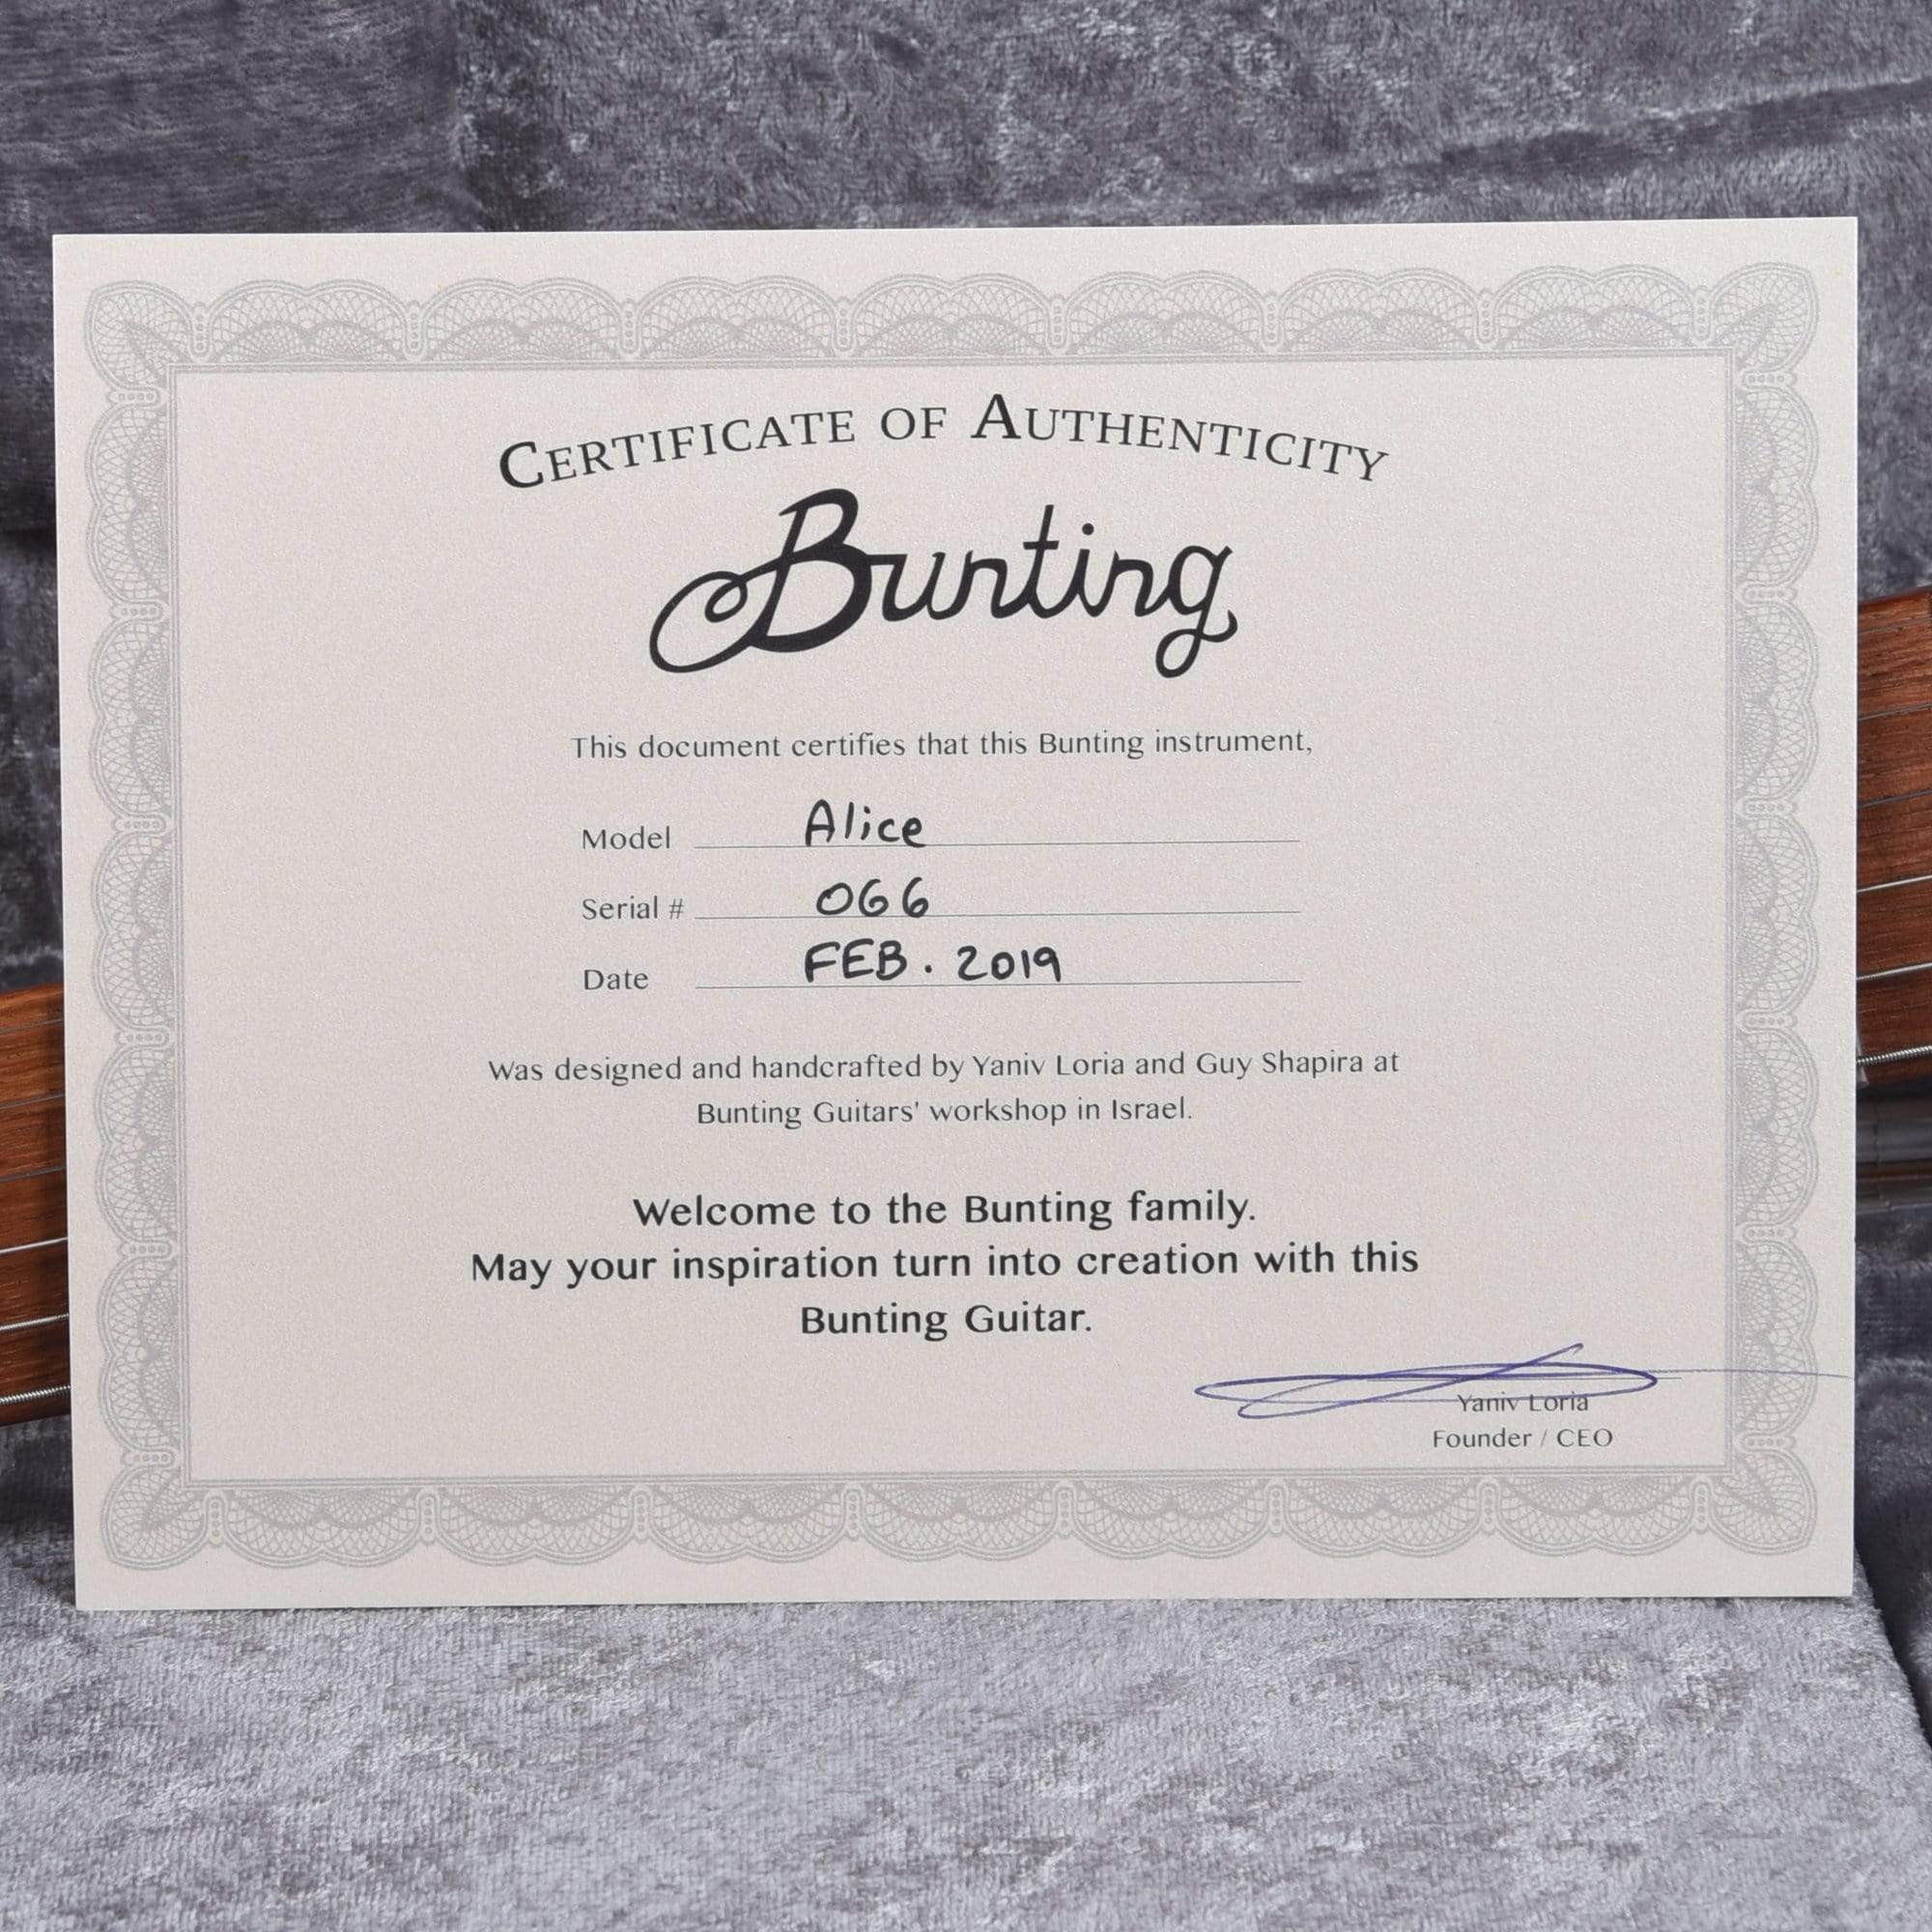 CERTIFICATE OF AUTHENTICITY
Bunting
This document certifies that this Bunting instrument,
Model Alice
Serial # 066
Date FEB. 2019
Was designed and handcrafted by Yaniv Loria and Guy Shapira at
Bunting Guitars' workshop in Israel.
Welcome to the Bunting family.
May your inspiration turn into creation with this
Bunting Guitar.
Yaniv Loria
Founder / CEO